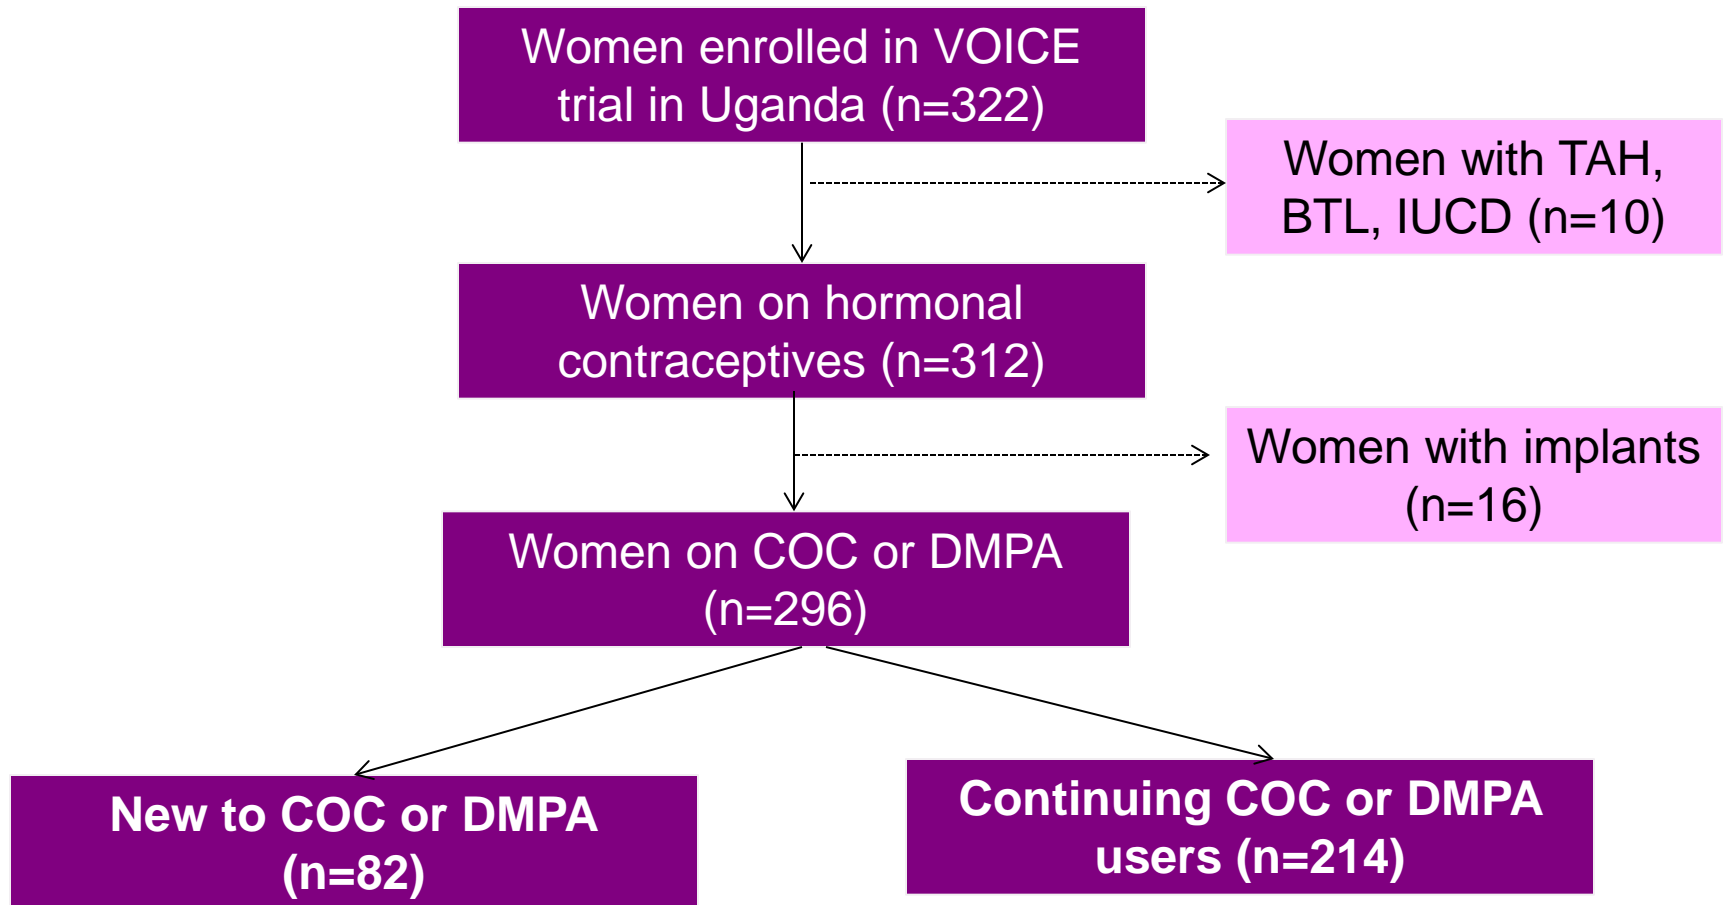 Women enrolled in VOICE
trial in Uganda (n=322)
Women with TAH,
BTL, IUCD (n=10)
Women on hormonal
contraceptives (n=312)
Women with implants
(n=16)
Women on COC or DMPA
(n=296)
New to COC or DMPA
(n=82)
Continuing COC or DMPA
users (n=214)